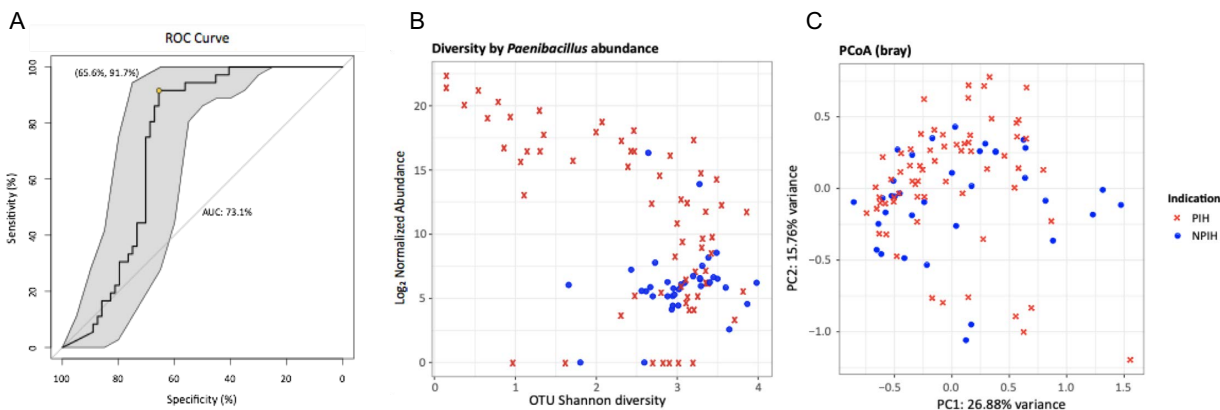 A
ROC Curve
(65.6%, 91.7%)
AUC: 73.1%
Sensitivity (%)
100
80
60
40
20
0
100 80 60 40 20 0
Specificity (%)
B
Diversity by Paenibacillus abundance
Log₂ Normalized Abundance
20
15
10
5
0
0 1 2 3 4
OTU Shannon diversity
C
PCoA (bray)
PC2: 15.76% variance
0.5
0.0
−0.5
−1.0
−0.5 0.0 0.5 1.0 1.5
PC1: 26.88% variance
Indication
PIH
NPIH